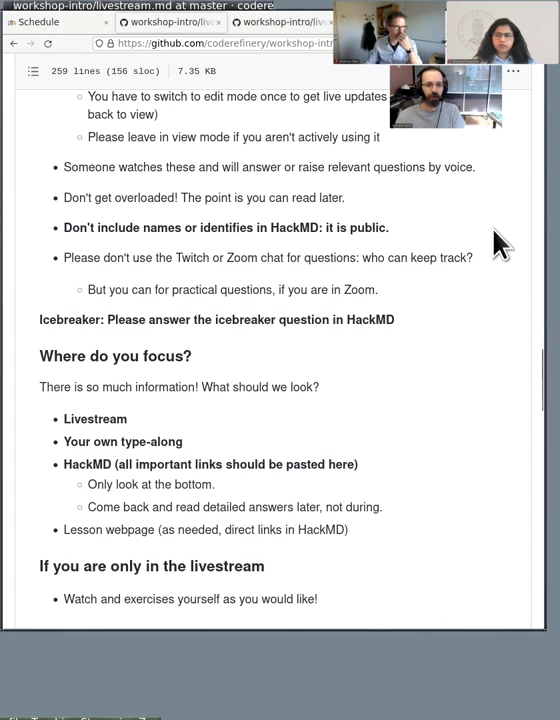 workshop-intro/livestream.md at master · codere
Schedule
workshop-intro/live
workshop-intro/live
https://github.com/coderefinery/workshop-intr
259 lines (156 sloc)
7.35 KB
You have to switch to edit mode once to get live updates
back to view)
Please leave in view mode if you aren't actively using it
Someone watches these and will answer or raise relevant questions by voice.
Don't get overloaded! The point is you can read later.
Don't include names or identifies in HackMD: it is public.
Please don't use the Twitch or Zoom chat for questions: who can keep track?
But you can for practical questions, if you are in Zoom.
Icebreaker: Please answer the icebreaker question in HackMD
Where do you focus?
There is so much information! What should we look?
Livestream
Your own type-along
HackMD (all important links should be pasted here)
Only look at the bottom.
Come back and read detailed answers later, not during.
Lesson webpage (as needed, direct links in HackMD)
If you are only in the livestream
Watch and exercises yourself as you would like!